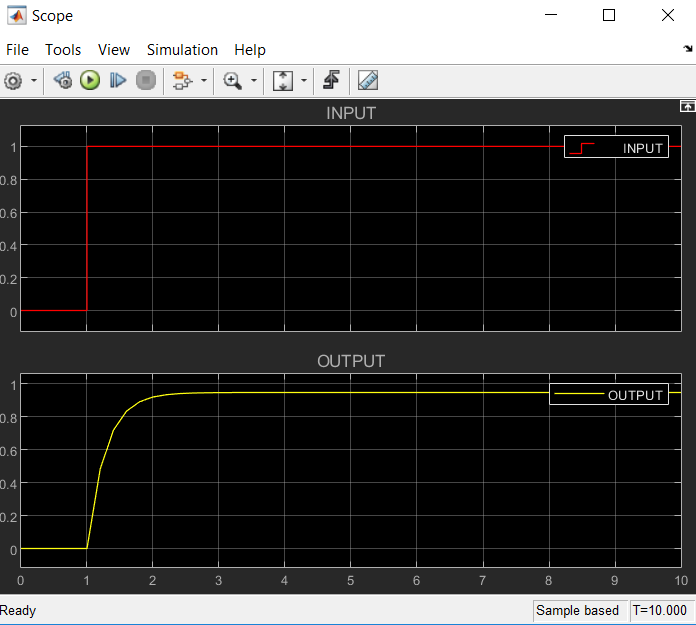 Scope
File Tools View Simulation Help
INPUT
INPUT
1
0.8
0.6
0.4
0.2
0
OUTPUT
OUTPUT
1
0.8
0.6
0.4
0.2
0
0 1 2 3 4 5 6 7 8 9 10
Ready Sample based T=10.000